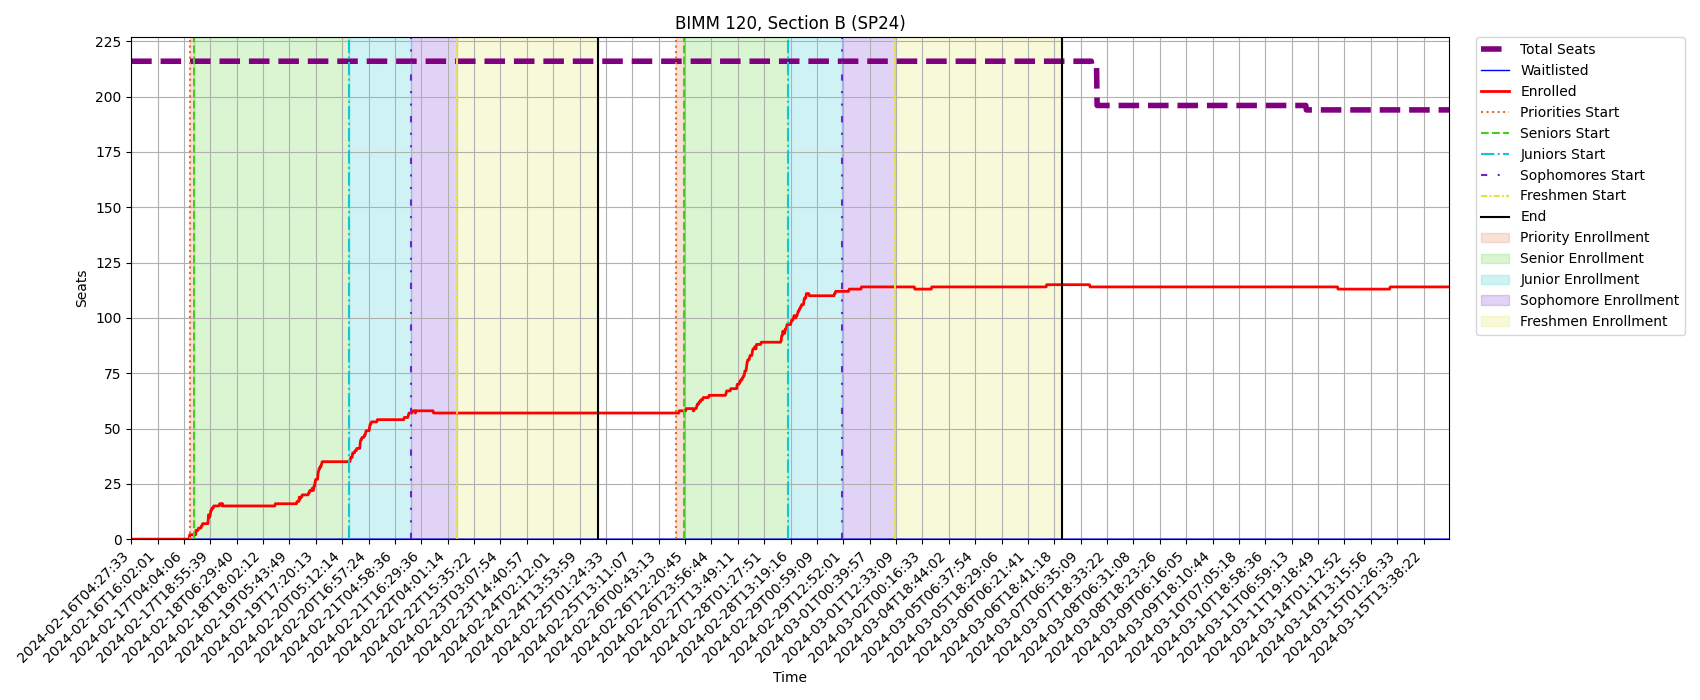 BIMM 120, Section B (SP24)
225
200
175
150
125
100
75
50
25
0
Seats
2024-02-16T04:27:33
2024-02-16T16:02:01
2024-02-17T04:04:06
2024-02-17T18:55:39
2024-02-18T06:29:40
2024-02-18T18:02:12
2024-02-19T05:43:49
2024-02-19T17:20:13
2024-02-20T05:12:14
2024-02-20T16:57:24
2024-02-21T04:58:36
2024-02-21T16:29:36
2024-02-22T04:01:14
2024-02-22T15:35:22
2024-02-23T03:07:54
2024-02-23T14:40:57
2024-02-24T02:12:01
2024-02-24T13:53:59
2024-02-25T01:24:33
2024-02-25T13:11:07
2024-02-26T00:43:13
2024-02-26T12:20:45
2024-02-26T23:56:44
2024-02-27T13:49:11
2024-02-28T01:27:51
2024-02-28T13:19:16
2024-02-29T00:59:09
2024-02-29T12:52:01
2024-03-01T00:39:57
2024-03-01T12:33:09
2024-03-02T00:16:33
2024-03-04T18:44:02
2024-03-05T06:37:54
2024-03-05T18:29:06
2024-03-06T06:21:41
2024-03-06T18:41:18
2024-03-07T06:35:09
2024-03-07T18:33:22
2024-03-08T06:31:08
2024-03-08T18:23:26
2024-03-09T06:16:05
2024-03-09T18:10:44
2024-03-10T07:05:18
2024-03-10T18:58:36
2024-03-11T06:59:13
2024-03-11T19:18:49
2024-03-14T01:12:52
2024-03-14T13:15:56
2024-03-15T01:26:33
2024-03-15T13:38:22
Time
Total Seats
Waitlisted
Enrolled
Priorities Start
Seniors Start
Juniors Start
Sophomores Start
Freshmen Start
End
Priority Enrollment
Senior Enrollment
Junior Enrollment
Sophomore Enrollment
Freshmen Enrollment